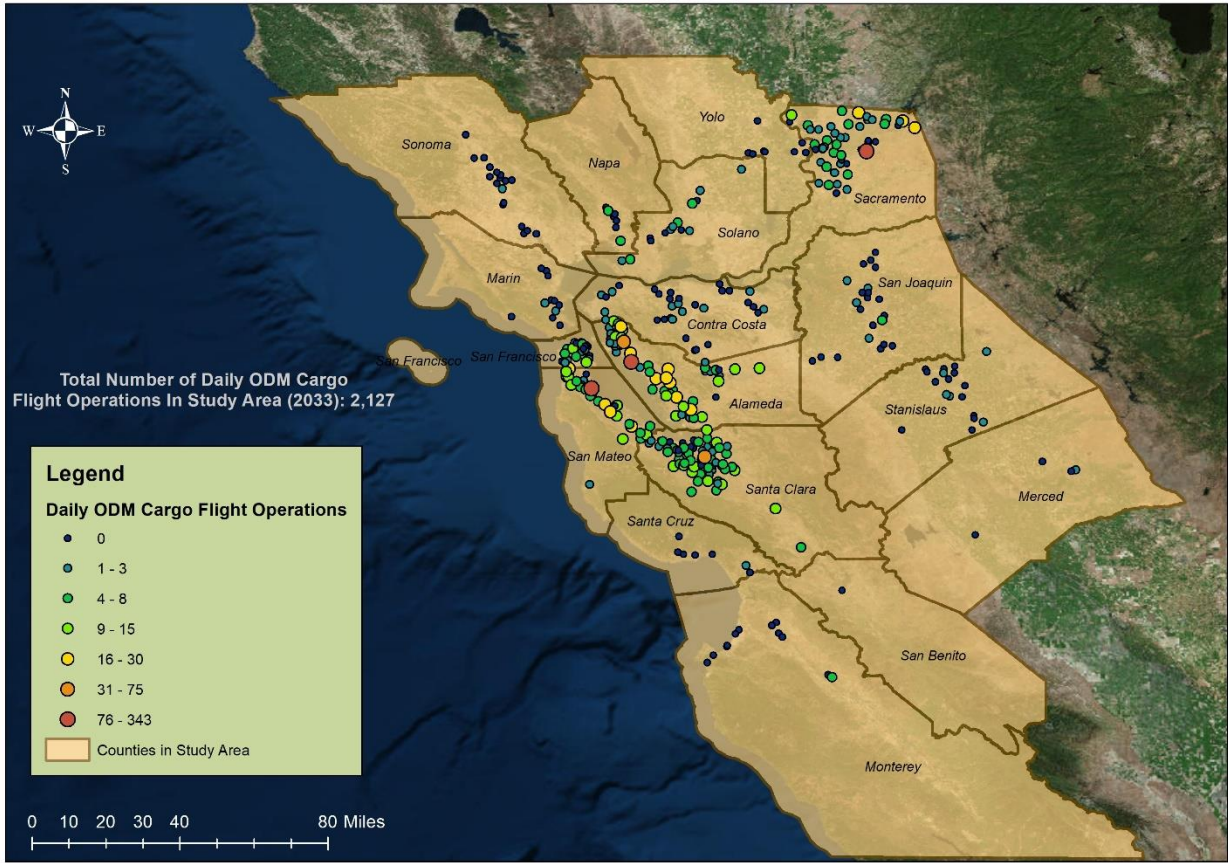 N
W E
S
Sonoma
Napa
Yolo
Sacramento
Solano
Marin
San Joaquin
Contra Costa
San Francisco
San Francisco
Total Number of Daily ODM Cargo
Flight Operations In Study Area (2033): 2,127
Alameda
Stanislaus
San Mateo
Santa Clara
Merced
Santa Cruz
San Benito
Monterey
Legend
Daily ODM Cargo Flight Operations
0
1 - 3
4 - 8
9 - 15
16 - 30
31 - 75
76 - 343
Counties in Study Area
0 10 20 30 40 80 Miles